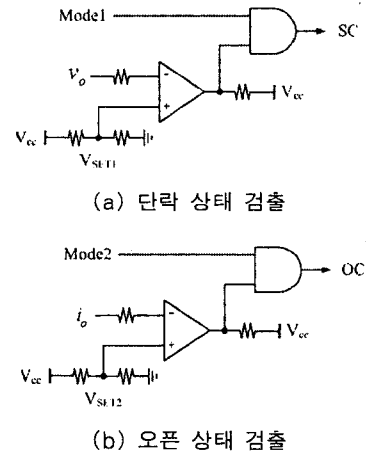 Mode1
SC
vo
Vcc
Vcc
VSET1
(a) 단락 상태 검출
Mode2
OC
io
Vcc
Vcc
VSET2
(b) 오픈 상태 검출